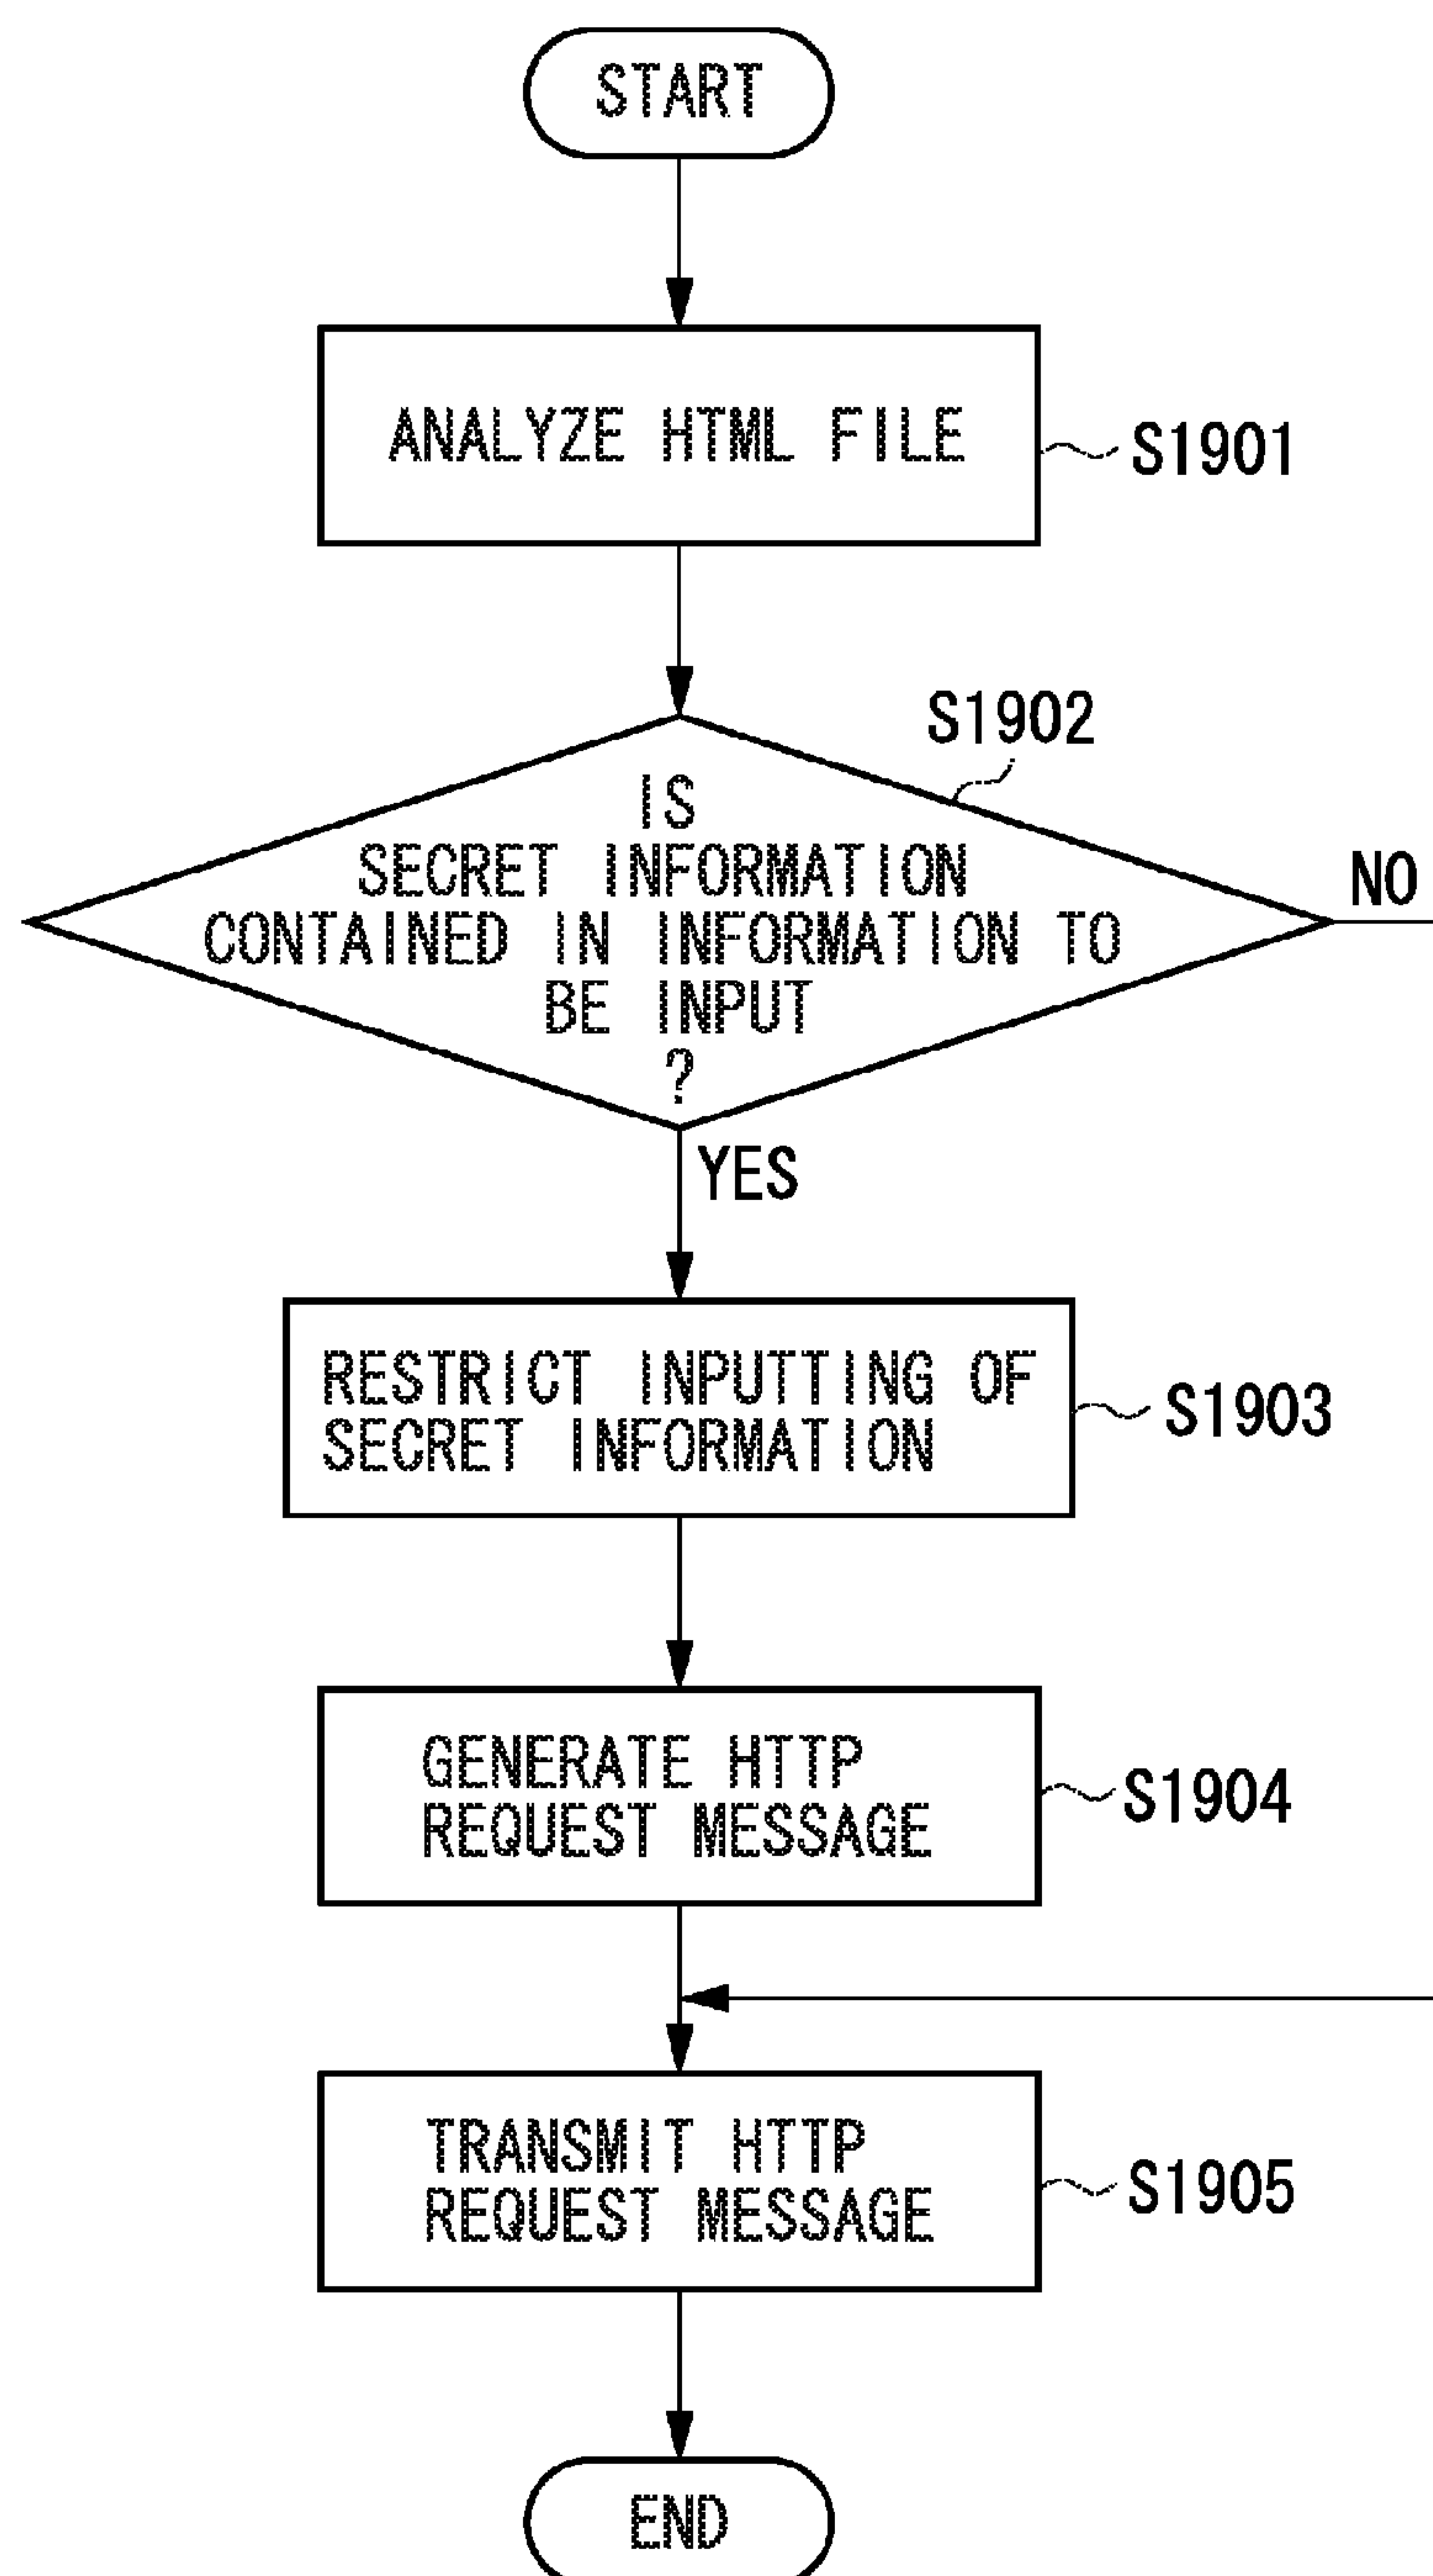 START
ANALYZE HTML FILE
S1901
S1902
IS
SECRET INFORMATION
CONTAINED IN INFORMATION TO
BE INPUT
?
NO
YES
RESTRICT INPUTTING OF
SECRET INFORMATION
S1903
GENERATE HTTP
REQUEST MESSAGE
S1904
TRANSMIT HTTP
REQUEST MESSAGE
S1905
END